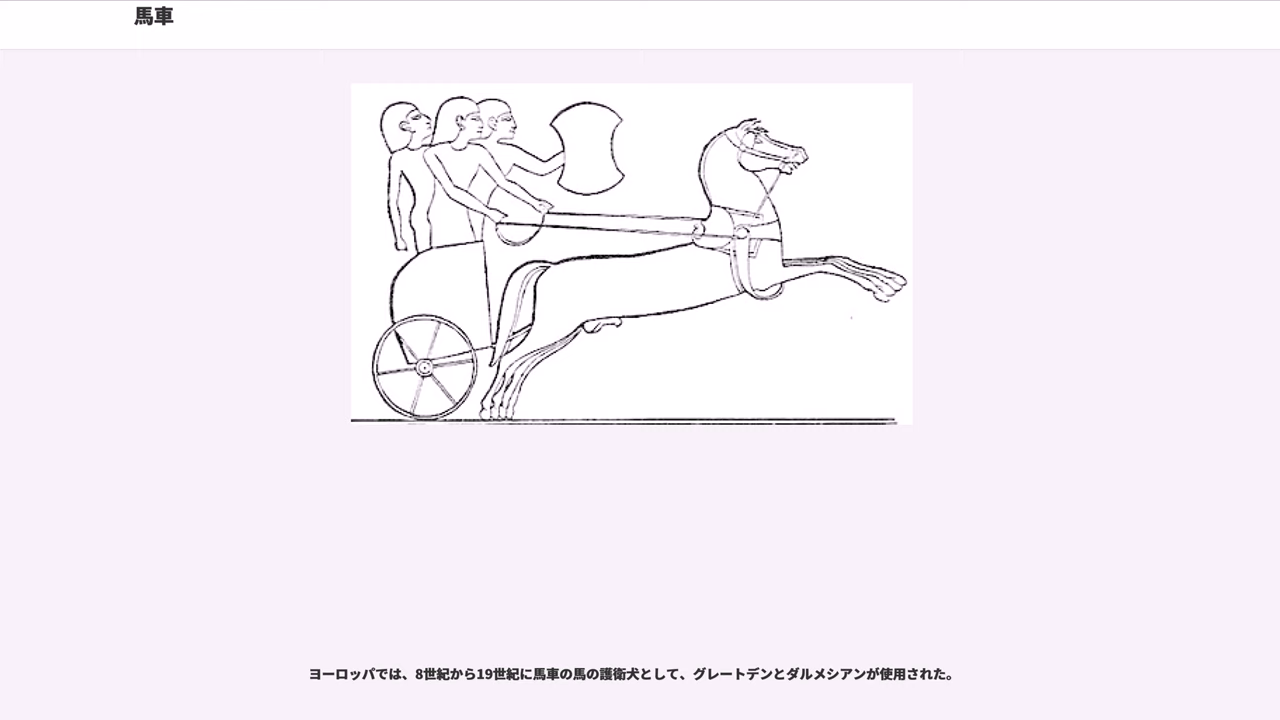 馬車
ヨーロッパでは、8世紀から19世紀に馬車の馬の護衛犬として、グレートデンとダルメシアンが使用された。